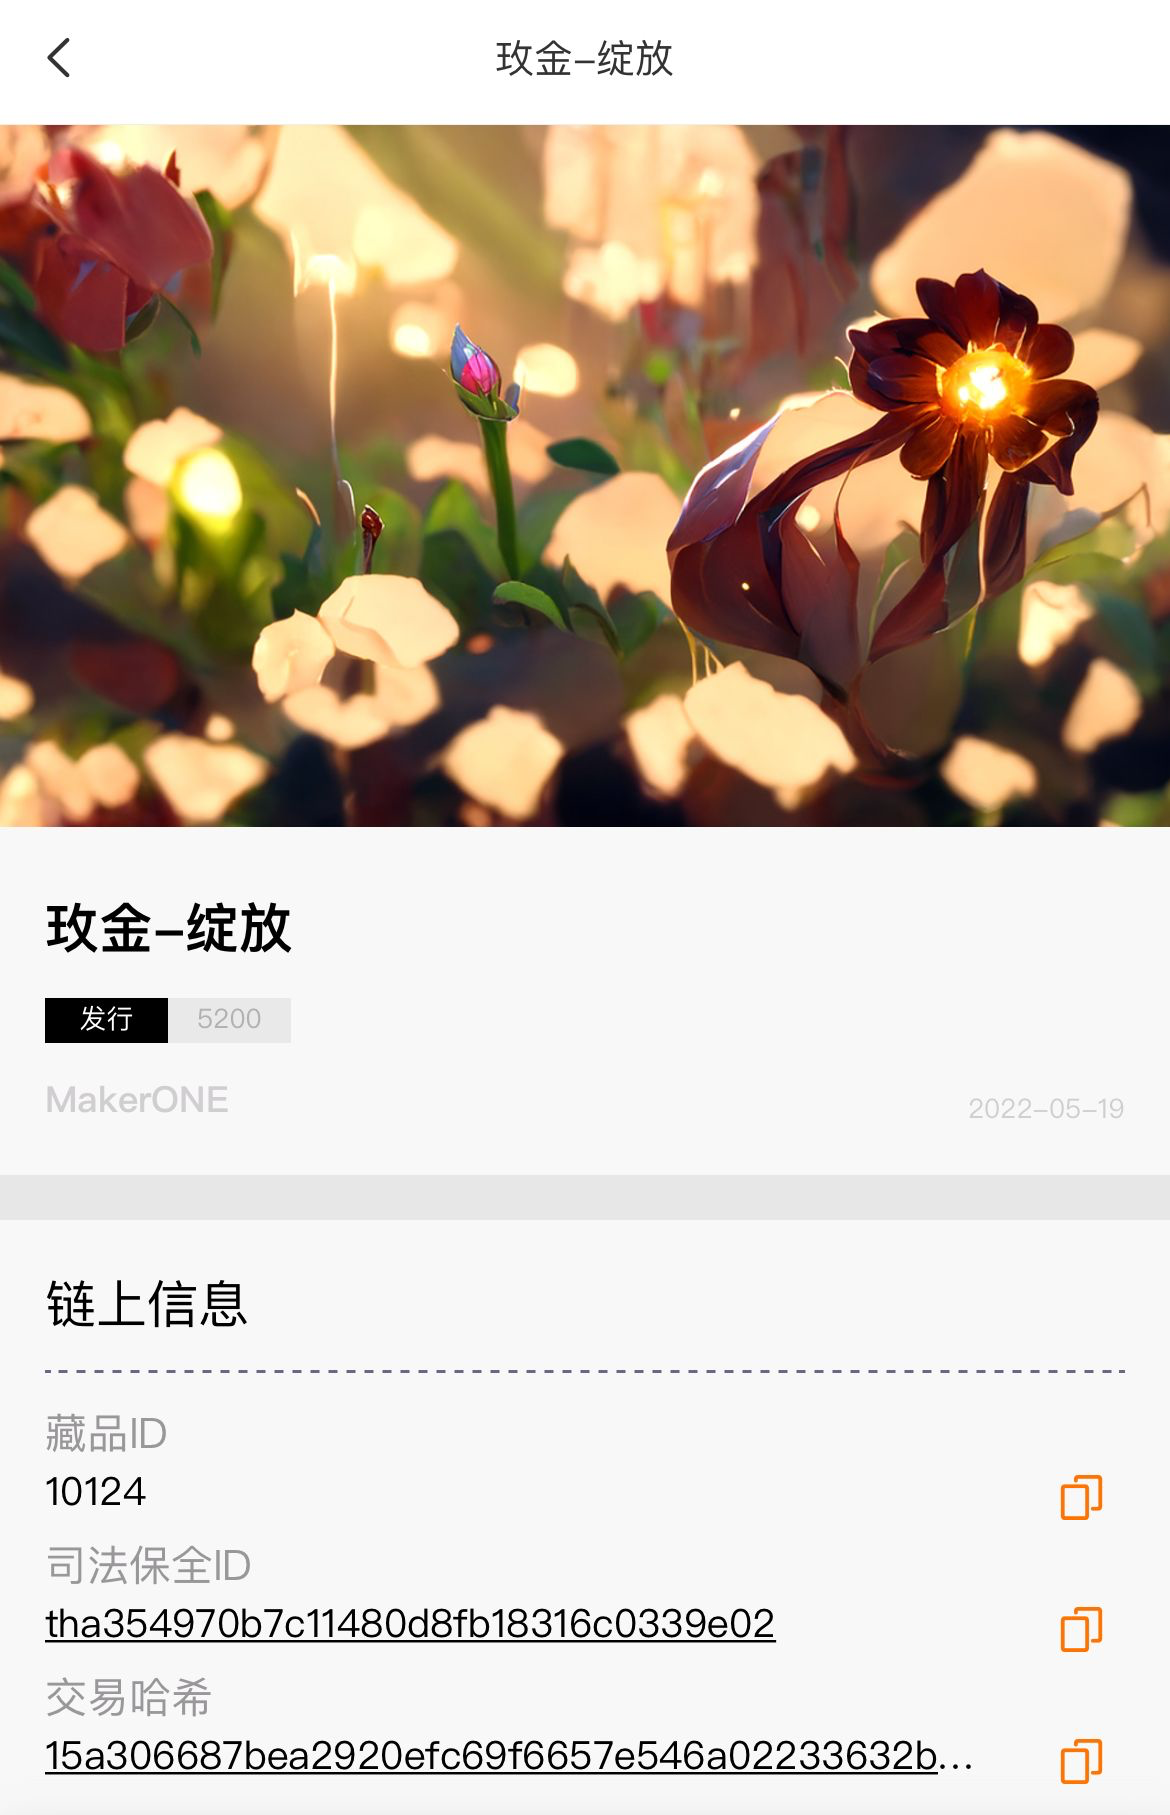 玫金–绽放
玫金–绽放
发行 5200
MakerONE
2022–05–19
链上信息
藏品ID
10124
司法保全ID
tha354970b7c11480d8fb18316c0339e02
交易哈希
15a306687bea2920efc69f6657e546a02233632b...